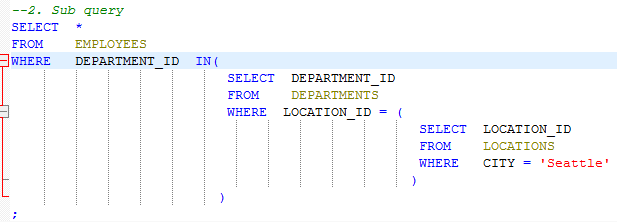 --2. Sub query
SELECT *
FROM EMPLOYEES
WHERE DEPARTMENT_ID IN(
SELECT DEPARTMENT_ID
FROM DEPARTMENTS
WHERE LOCATION_ID = (
SELECT LOCATION_ID
FROM LOCATIONS
WHERE CITY = 'Seattle'
)
)
;